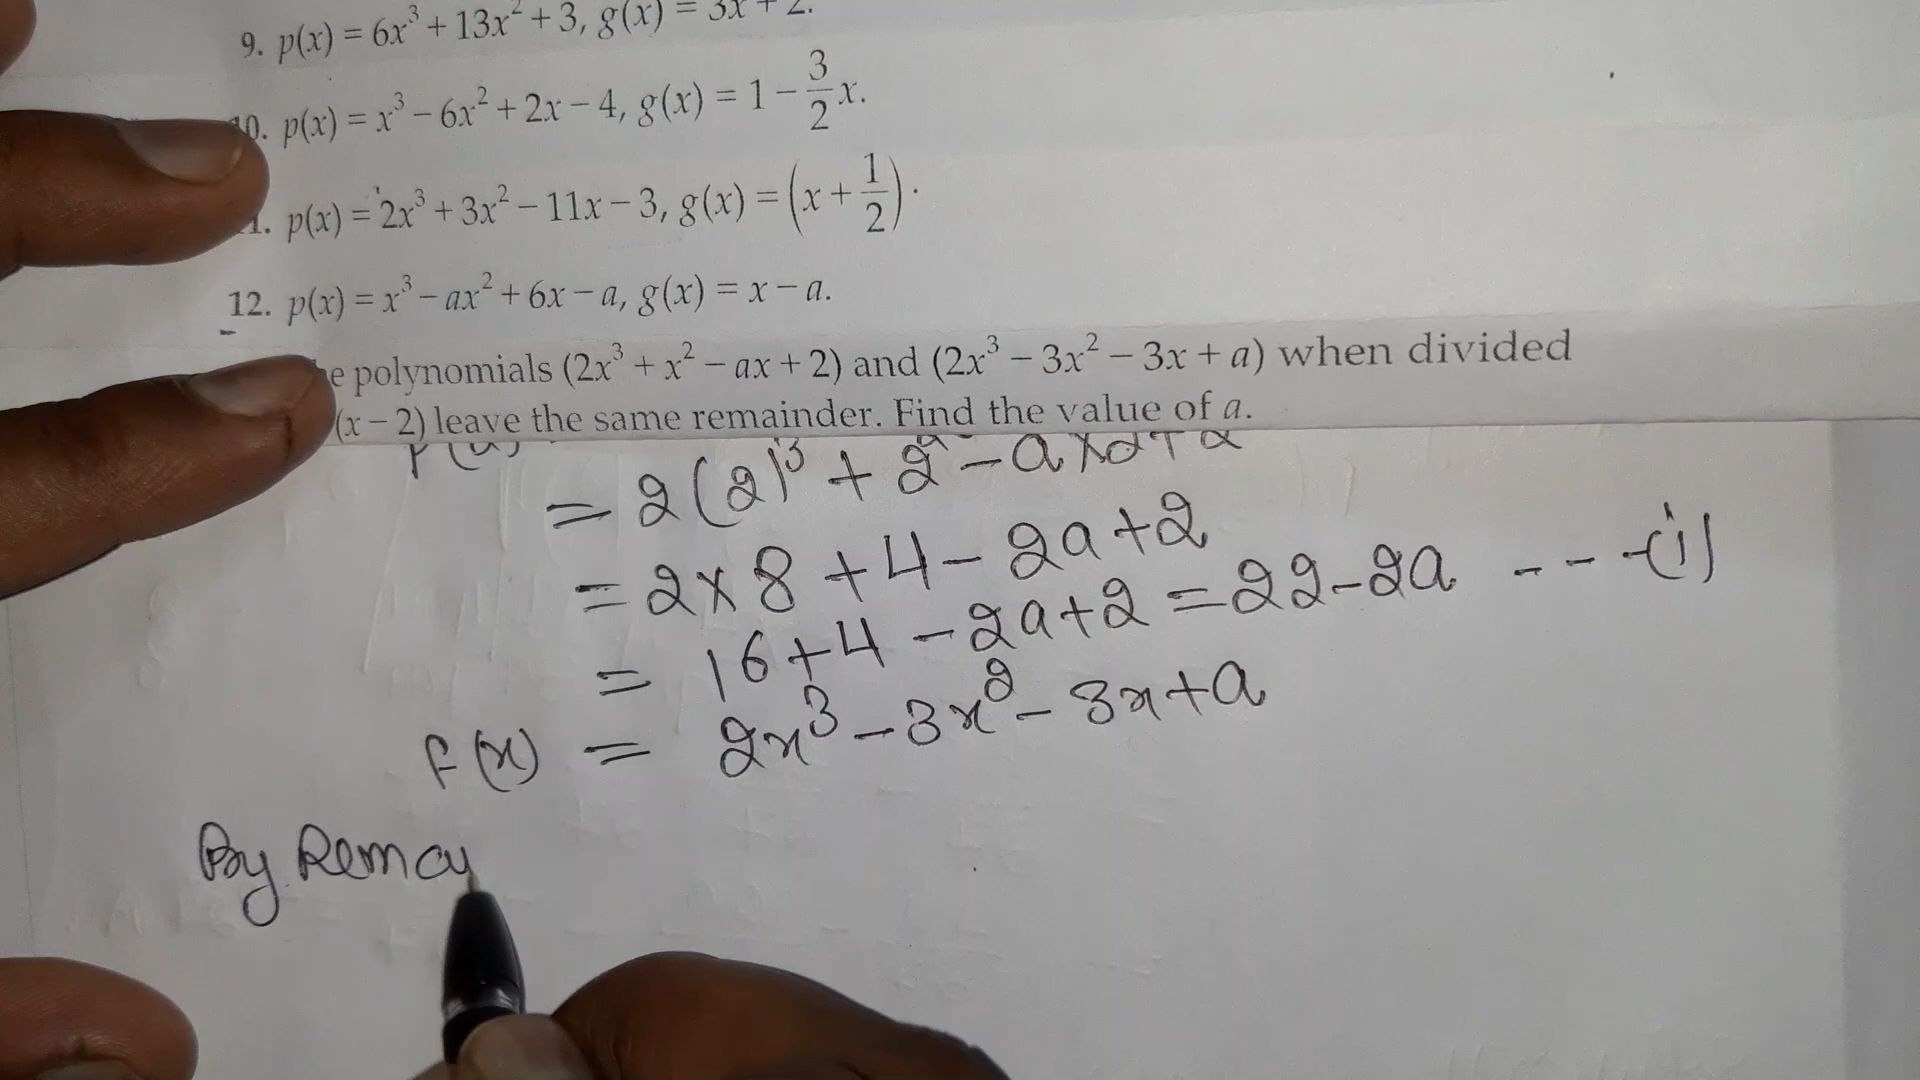 9. p(x) = 6x³ + 13x² + 3, g(x) = 3x + 2.
0. p(x) = x³ − 6x² + 2x − 4, g(x) = 1 − 3/2 x.
1. p(x) = 2x³ + 3x² − 11x − 3, g(x) = (x + 1/2).
12. p(x) = x³ − ax² + 6x − a, g(x) = x − a.
polynomials (2x³ + x² − ax + 2) and (2x³ − 3x² − 3x + a) when divided
(x − 2) leave the same remainder. Find the value of a.
= 2(2)³ + 2² − a×2+2
= 2×8 + 4 − 2a + 2
= 16+4 − 2a+2 = 22−2a ---(i)
f(x) = 2x³ − 3x² − 3x + a
By Rema